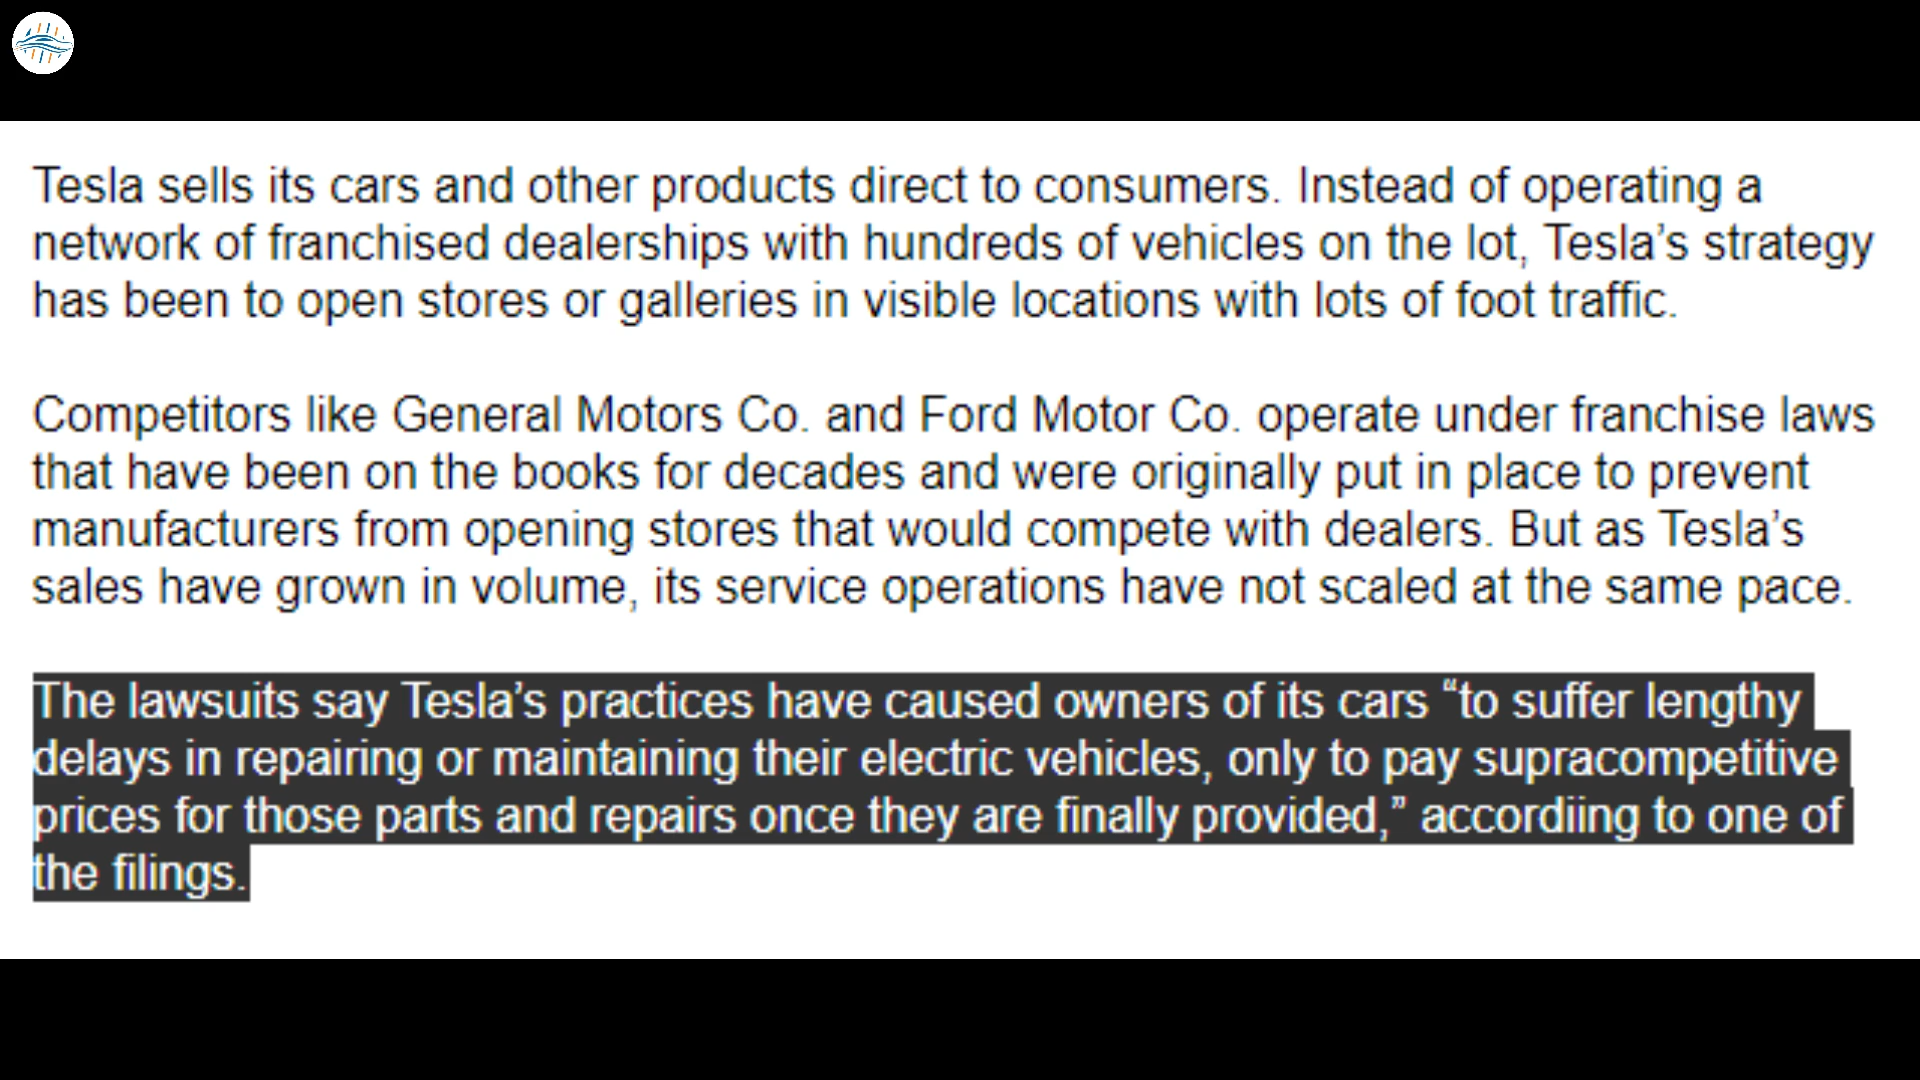 Tesla sells its cars and other products direct to consumers. Instead of operating a
network of franchised dealerships with hundreds of vehicles on the lot, Tesla’s strategy
has been to open stores or galleries in visible locations with lots of foot traffic.
Competitors like General Motors Co. and Ford Motor Co. operate under franchise laws
that have been on the books for decades and were originally put in place to prevent
manufacturers from opening stores that would compete with dealers. But as Tesla’s
sales have grown in volume, its service operations have not scaled at the same pace.
The lawsuits say Tesla’s practices have caused owners of its cars “to suffer lengthy
delays in repairing or maintaining their electric vehicles, only to pay supracompetitive
prices for those parts and repairs once they are finally provided,” accordiing to one of
the filings.